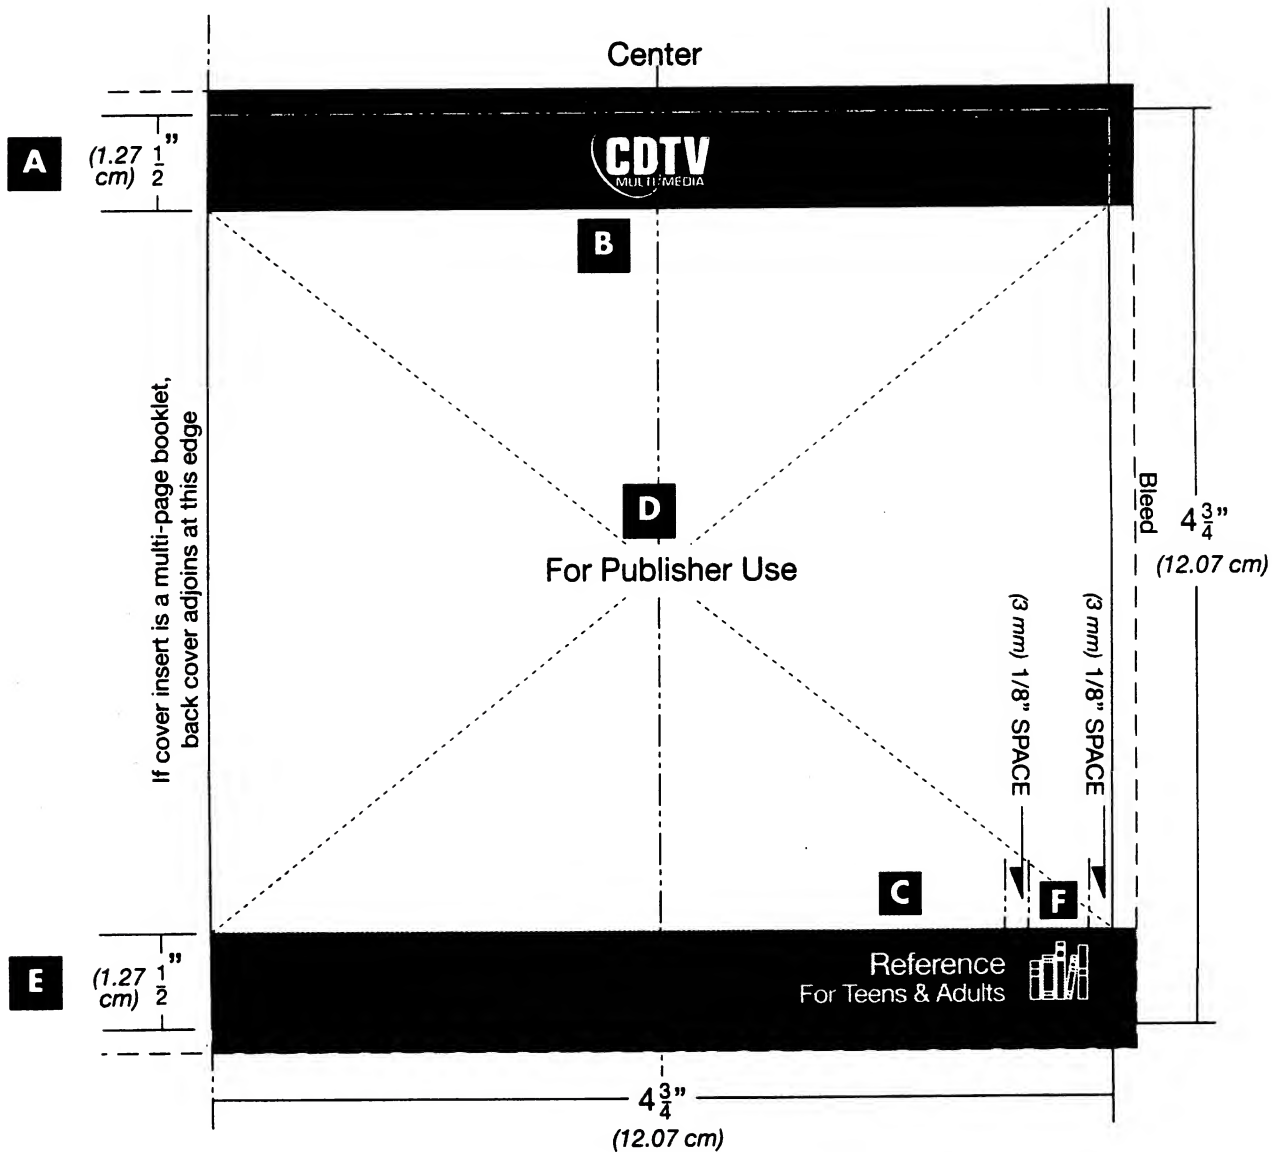 Center
A
(1.27 cm) 1/2”
CDTV
MULTI-MEDIA
B
If cover insert is a multi-page booklet,
back cover adjoins at this edge
D
For Publisher Use
Bleed
4 3/4”
(12.07 cm)
(3 mm) 1/8” SPACE
(3 mm) 1/8” SPACE
C
F
E
(1.27 cm) 1/2”
Reference
For Teens & Adults
4 3/4”
(12.07 cm)